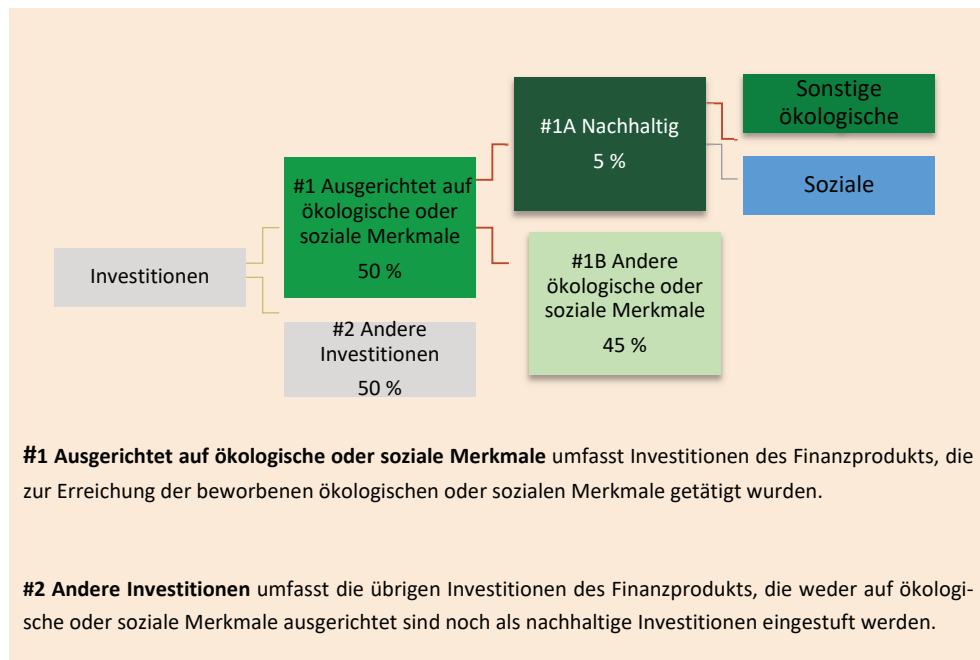 Investitionen
#1 Ausgerichtet auf
ökologische oder
soziale Merkmale
50 %
#2 Andere
Investitionen
50 %
#1A Nachhaltig
5 %
#1B Andere
ökologische oder
soziale Merkmale
45 %
Sonstige
ökologische
Soziale
#1 Ausgerichtet auf ökologische oder soziale Merkmale umfasst Investitionen des Finanzprodukts, die
zur Erreichung der beworbenen ökologischen oder sozialen Merkmale getätigt wurden.
#2 Andere Investitionen umfasst die übrigen Investitionen des Finanzprodukts, die weder auf ökologi-
sche oder soziale Merkmale ausgerichtet sind noch als nachhaltige Investitionen eingestuft werden.